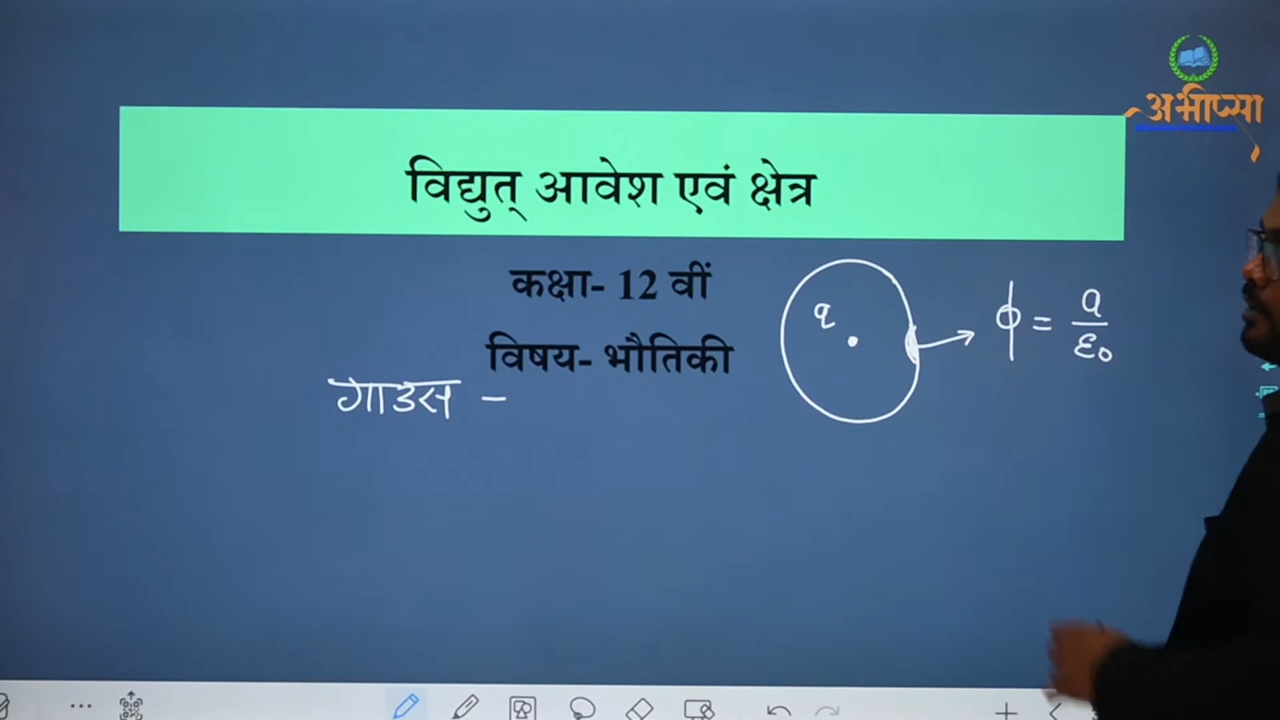 अभीप्सा
विद्युत् आवेश एवं क्षेत्र
कक्षा- 12 वीं
विषय- भौतिकी
गाउस -
q
ϕ = q/ε₀